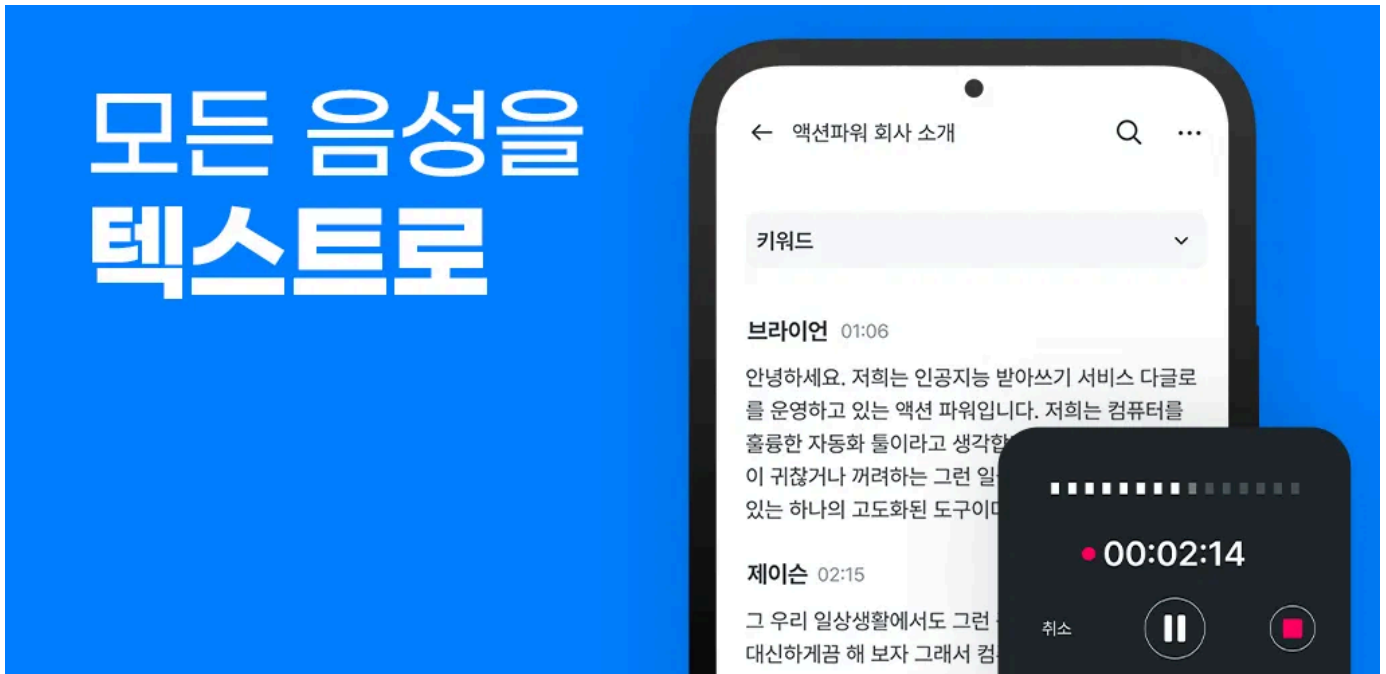 모든 음성을
텍스트로
액션파워 회사 소개
키워드
브라이언 01:06
안녕하세요. 저희는 인공지능 받아쓰기 서비스 다글로
를 운영하고 있는 액션 파워입니다. 저희는 컴퓨터를
훌륭한 자동화 툴이라고
이 귀찮거나 꺼려하는 그런
있는 하나의 고도화된
제이슨 02:15
그 우리 일상생활에서도 그런
대신하게끔 해 보자 그래서
00:02:14
취소